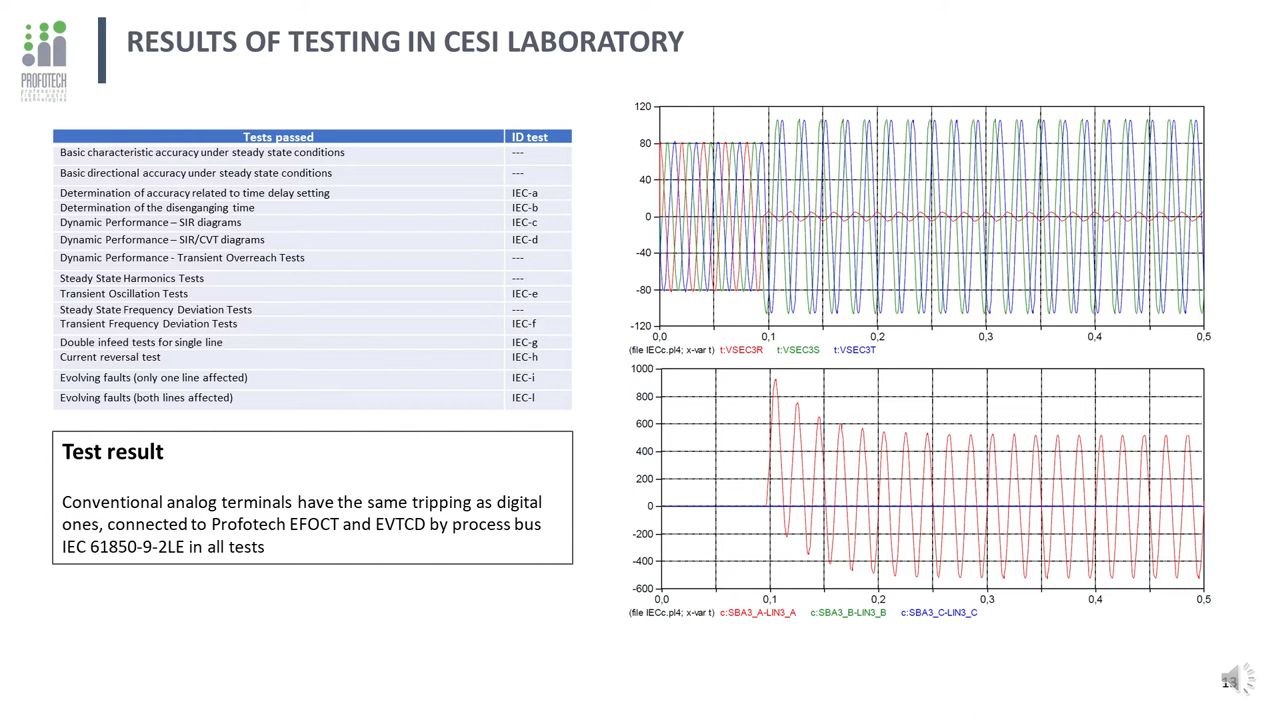 RESULTS OF TESTING IN CESI LABORATORY
PROFOTECH
professional
fiber optic
technologies
Tests passed ID test
Basic characteristic accuracy under steady state conditions ---
Basic directional accuracy under steady state conditions ---
Determination of accuracy related to time delay setting IEC-a
Determination of the disenganging time IEC-b
Dynamic Performance – SIR diagrams IEC-c
Dynamic Performance – SIR/CVT diagrams IEC-d
Dynamic Performance - Transient Overreach Tests ---
Steady State Harmonics Tests ---
Transient Oscillation Tests IEC-e
Steady State Frequency Deviation Tests ---
Transient Frequency Deviation Tests IEC-f
Double infeed tests for single line IEC-g
Current reversal test IEC-h
Evolving faults (only one line affected) IEC-i
Evolving faults (both lines affected) IEC-l
Test result
Conventional analog terminals have the same tripping as digital
ones, connected to Profotech EFOCT and EVTCD by process bus
IEC 61850-9-2LE in all tests
120
80
40
0
-40
-80
-120
0,0 0,1 0,2 0,3 0,4 0,5
(file IECc.pl4; x-var t) t:VSEC3R t:VSEC3S t:VSEC3T
1000
800
600
400
200
0
-200
-400
-600
0,0 0,1 0,2 0,3 0,4 0,5
(file IECc.pl4; x-var t) c:SBA3_A-LIN3_A c:SBA3_B-LIN3_B c:SBA3_C-LIN3_C